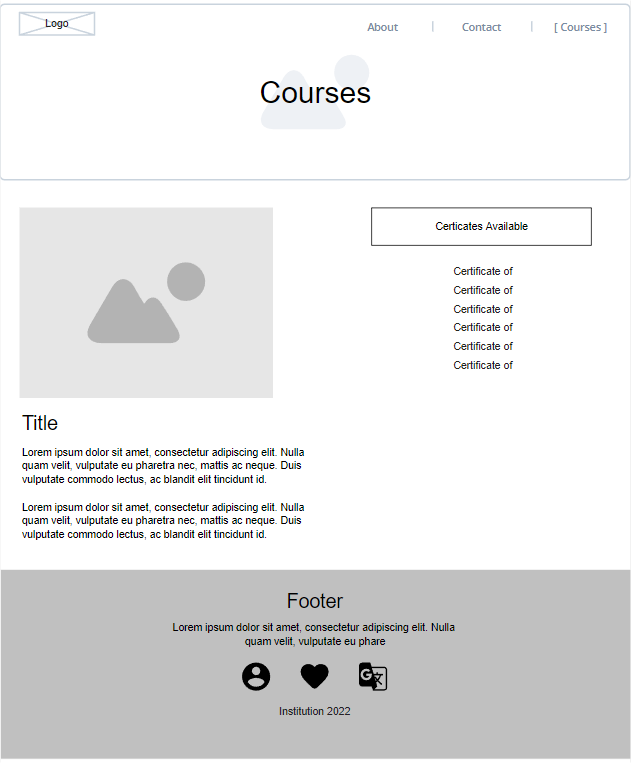 Logo
About | Contact | [ Courses ]
Courses
Certicates Available
Certificate of
Certificate of
Certificate of
Certificate of
Certificate of
Certificate of
Title
Lorem ipsum dolor sit amet, consectetur adipiscing elit. Nulla
quam velit, vulputate eu pharetra nec, mattis ac neque. Duis
vulputate commodo lectus, ac blandit elit tincidunt id.
Lorem ipsum dolor sit amet, consectetur adipiscing elit. Nulla
quam velit, vulputate eu pharetra nec, mattis ac neque. Duis
vulputate commodo lectus, ac blandit elit tincidunt id.
Footer
Lorem ipsum dolor sit amet, consectetur adipiscing elit. Nulla
quam velit, vulputate eu phare
G 文
Institution 2022